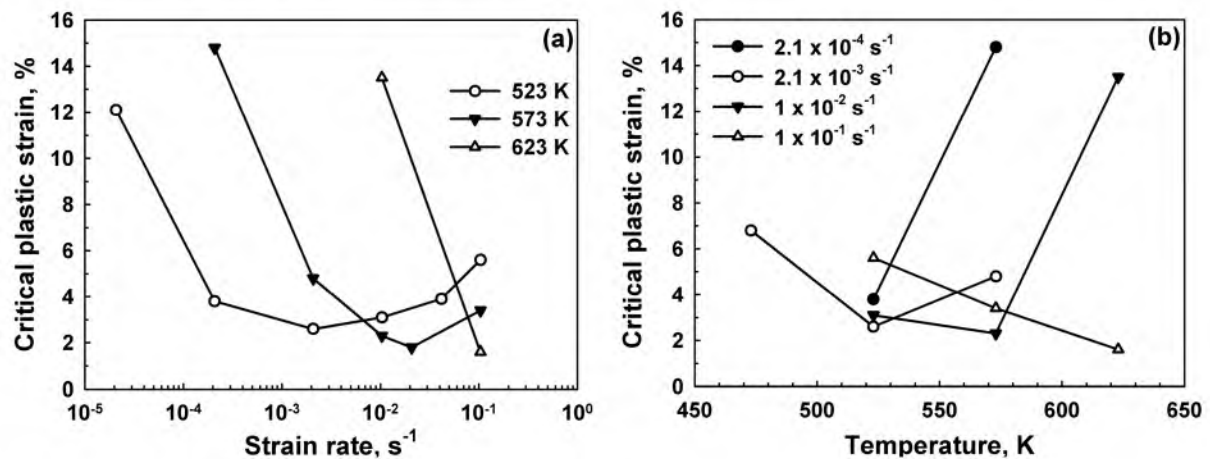 16
14
12
10
8
6
4
2
0
Critical plastic strain, %
(a)
523 K
573 K
623 K
10⁻⁵ 10⁻⁴ 10⁻³ 10⁻² 10⁻¹ 10⁰
Strain rate, s⁻¹
16
14
12
10
8
6
4
2
0
Critical plastic strain, %
(b)
2.1 x 10⁻⁴ s⁻¹
2.1 x 10⁻³ s⁻¹
1 x 10⁻² s⁻¹
1 x 10⁻¹ s⁻¹
450 500 550 600 650
Temperature, K